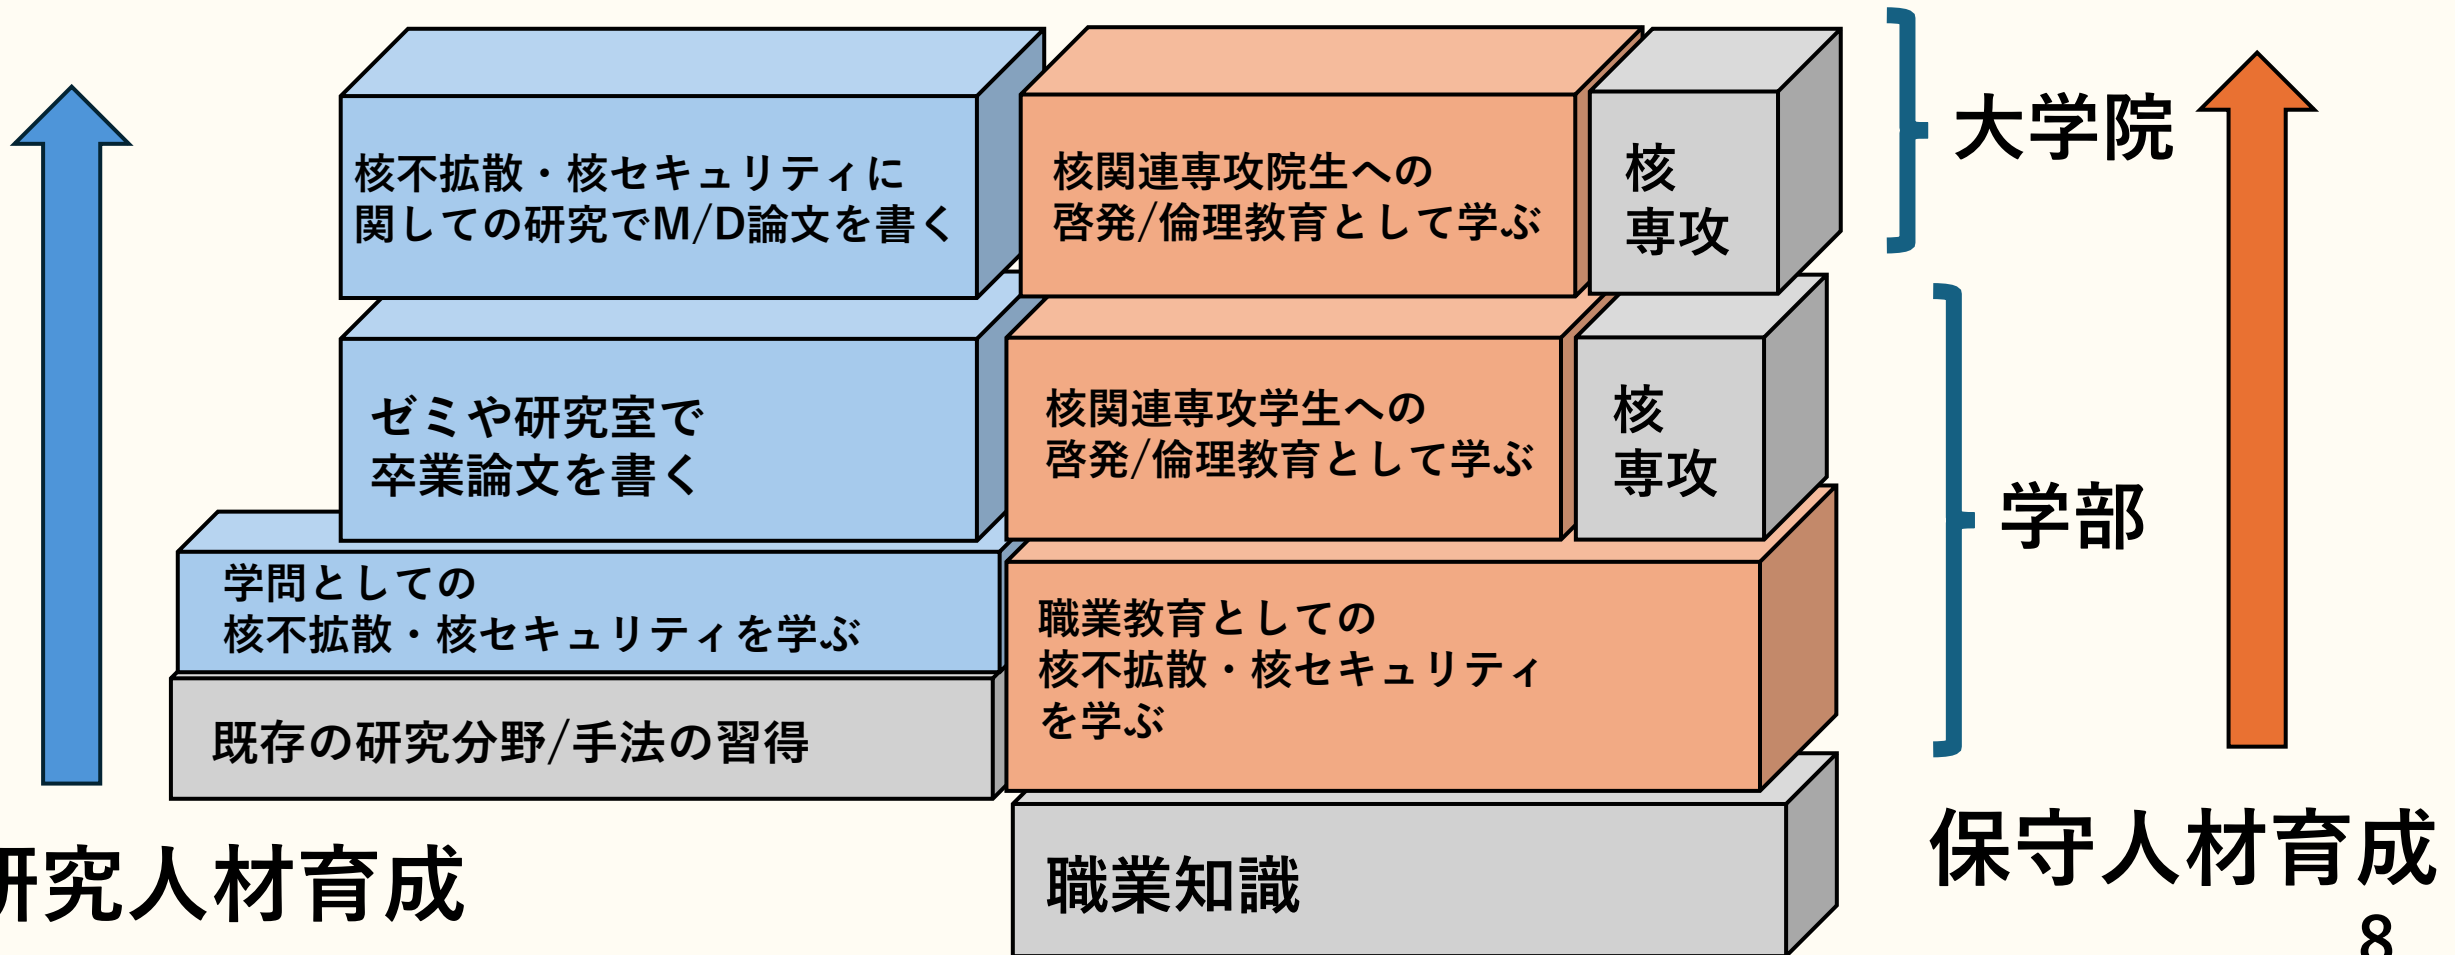 核不拡散・核セキュリティに
関しての研究でM/D論文を書く
核関連専攻院生への
啓発/倫理教育として学ぶ
核
専攻
大学院
ゼミや研究室で
卒業論文を書く
核関連専攻学生への
啓発/倫理教育として学ぶ
核
専攻
学部
学問としての
核不拡散・核セキュリティを学ぶ
職業教育としての
核不拡散・核セキュリティ
を学ぶ
既存の研究分野/手法の習得
職業知識
研究人材育成
保守人材育成
8